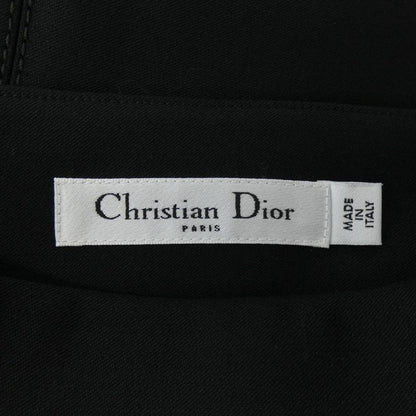 Christian Dior
PARIS
MADE
IN
ITALY